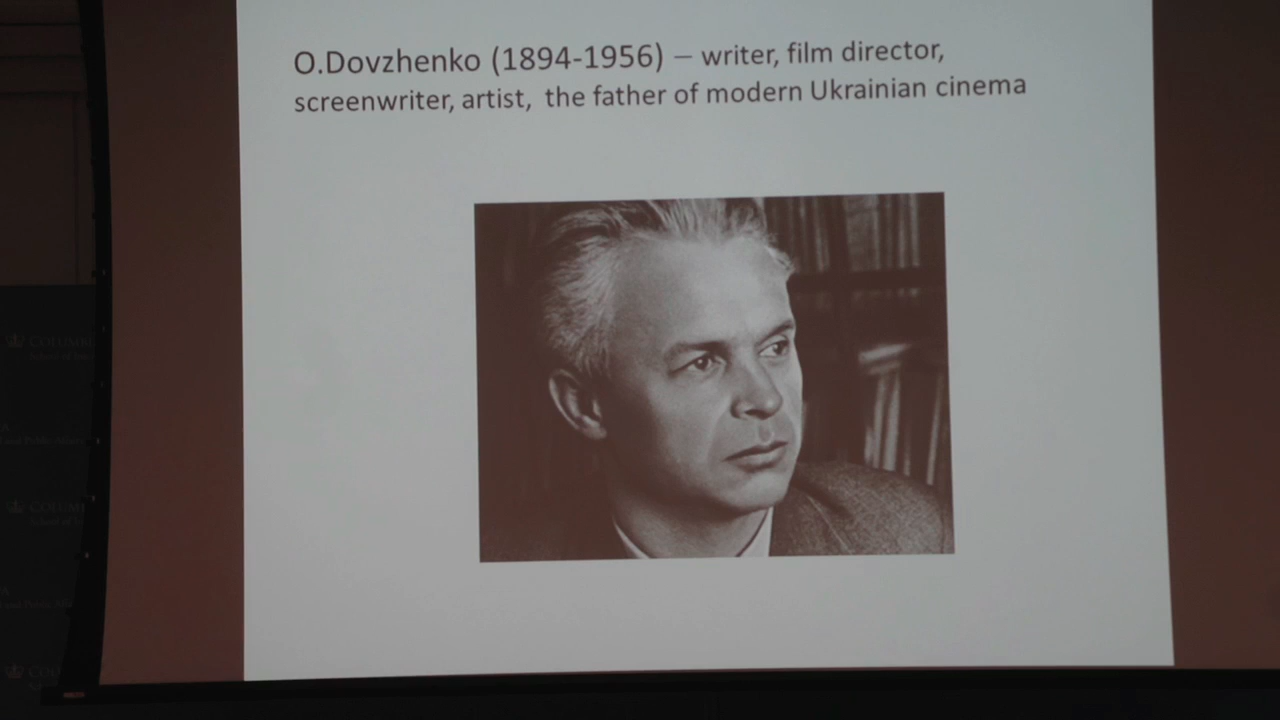 O.Dovzhenko (1894-1956) – writer, film director,
screenwriter, artist, the father of modern Ukrainian cinema